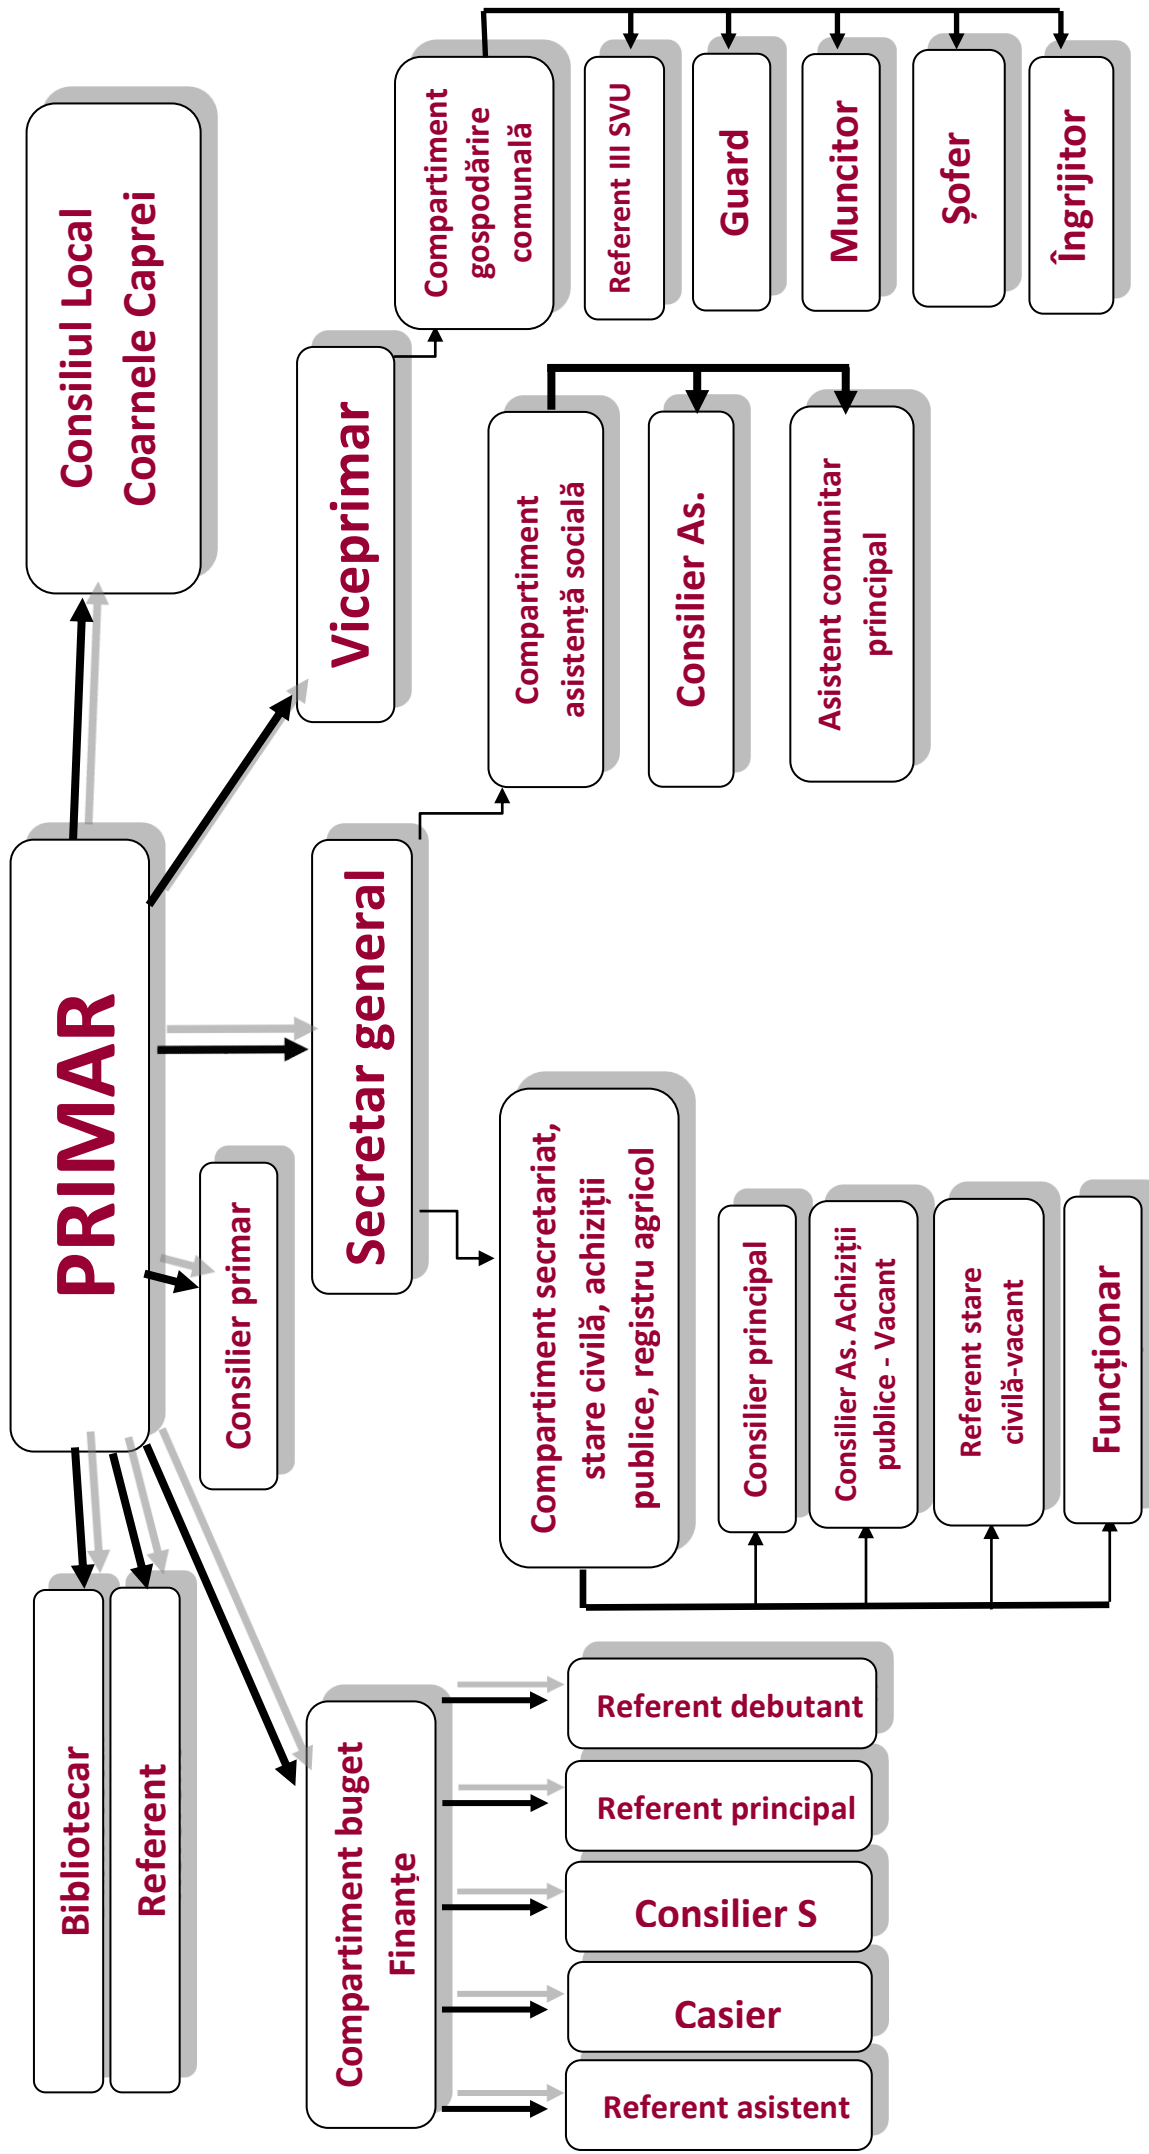 PRIMAR
Consiliul Local
Coarnele Caprei
Bibliotecar
Referent
Consilier primar
Viceprimar
Secretar general
Compartiment buget
Finanțe
Compartiment
gospodărire
comunală
Compartiment
asistență socială
Compartiment secretariat,
stare civilă, achiziții
publice, registru agricol
Referent III SVU
Guard
Muncitor
Șofer
Îngrijitor
Consilier As.
Asistent comunitar
principal
Consilier principal
Consilier As. Achiziții
publice - Vacant
Referent stare
civilă-vacant
Funcționar
Referent asistent
Casier
Consilier S
Referent principal
Referent debutant